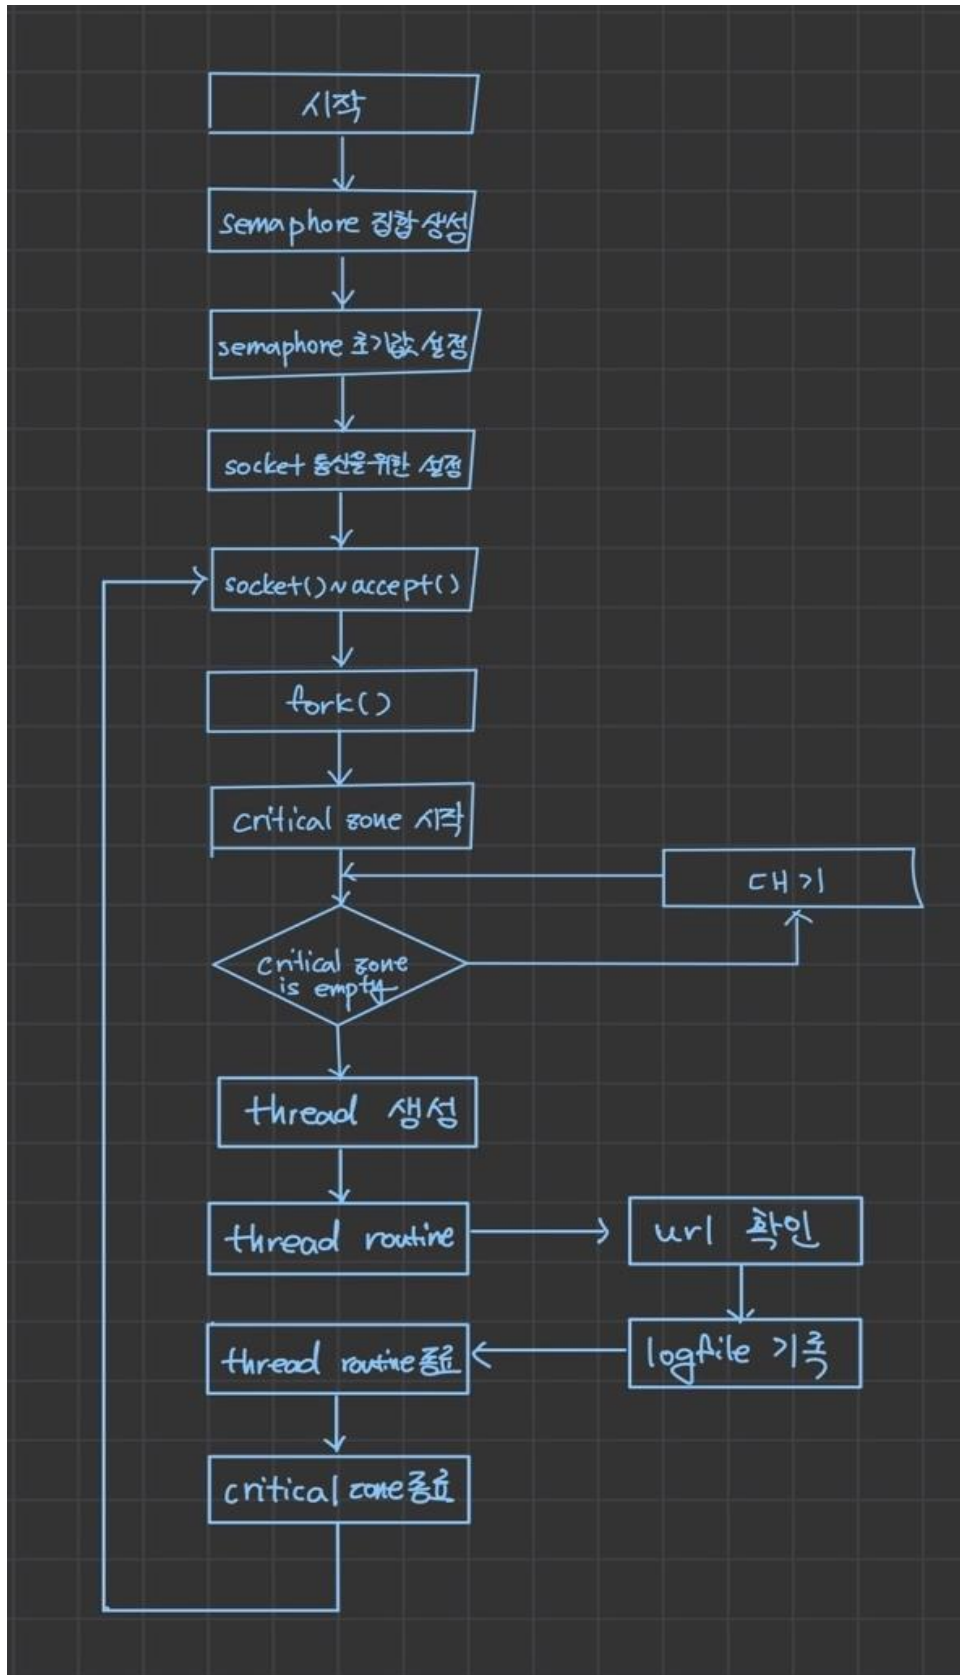 시작
semaphore 집합 생성
semaphore 초기값 설정
socket 통신을 위한 설정
socket()~accept()
fork()
critical zone 시작
대기
critical zone
is empty
thread 생성
thread routine
url 확인
logfile 기록
thread routine 종료
critical zone 종료